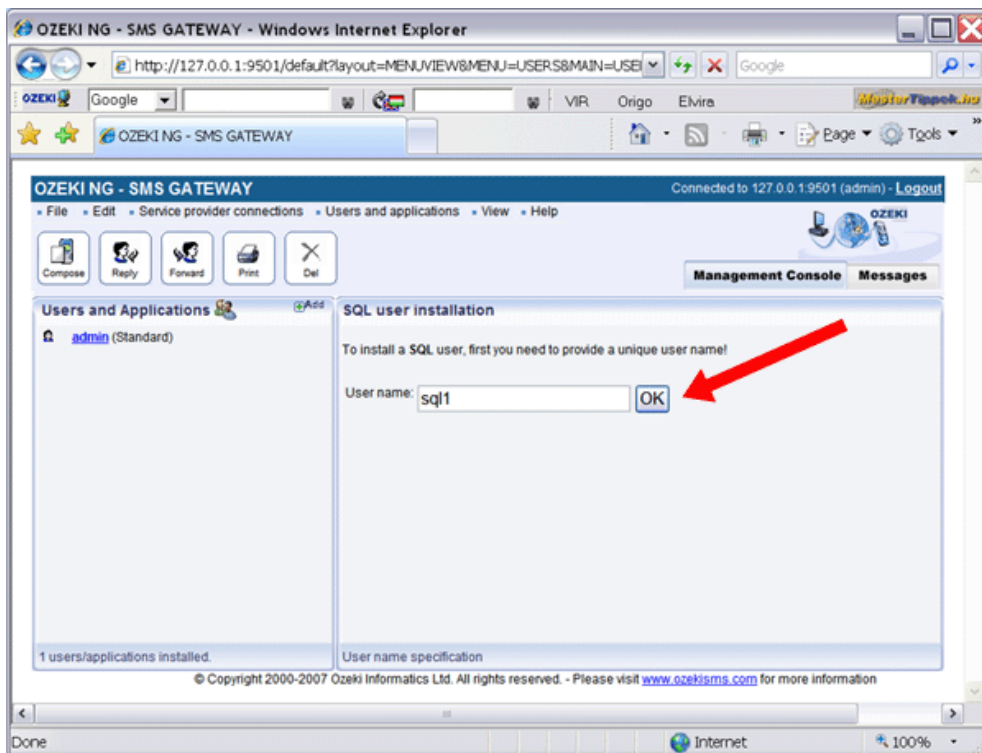 OZEKI NG - SMS GATEWAY - Windows Internet Explorer
http://127.0.0.1:9501/default?layout=MENUVIEW&MENU=USERS&MAIN=USE
Google
OZEKI Google VIR Origo Elvira MysterTippek.hu
OZEKI NG - SMS GATEWAY Page Tools
OZEKI NG - SMS GATEWAY Connected to 127.0.0.1:9501 (admin) - Logout
File Edit Service provider connections Users and applications View Help
OZEKI
Compose Reply Forward Print Del
Management Console Messages
Users and Applications Add
admin (Standard)
SQL user installation
To install a SQL user, first you need to provide a unique user name!
User name: sql1 OK
1 users/applications installed.
User name specification
© Copyright 2000-2007 Ozeki Informatics Ltd. All rights reserved. - Please visit www.ozekisms.com for more information
Done Internet 100%